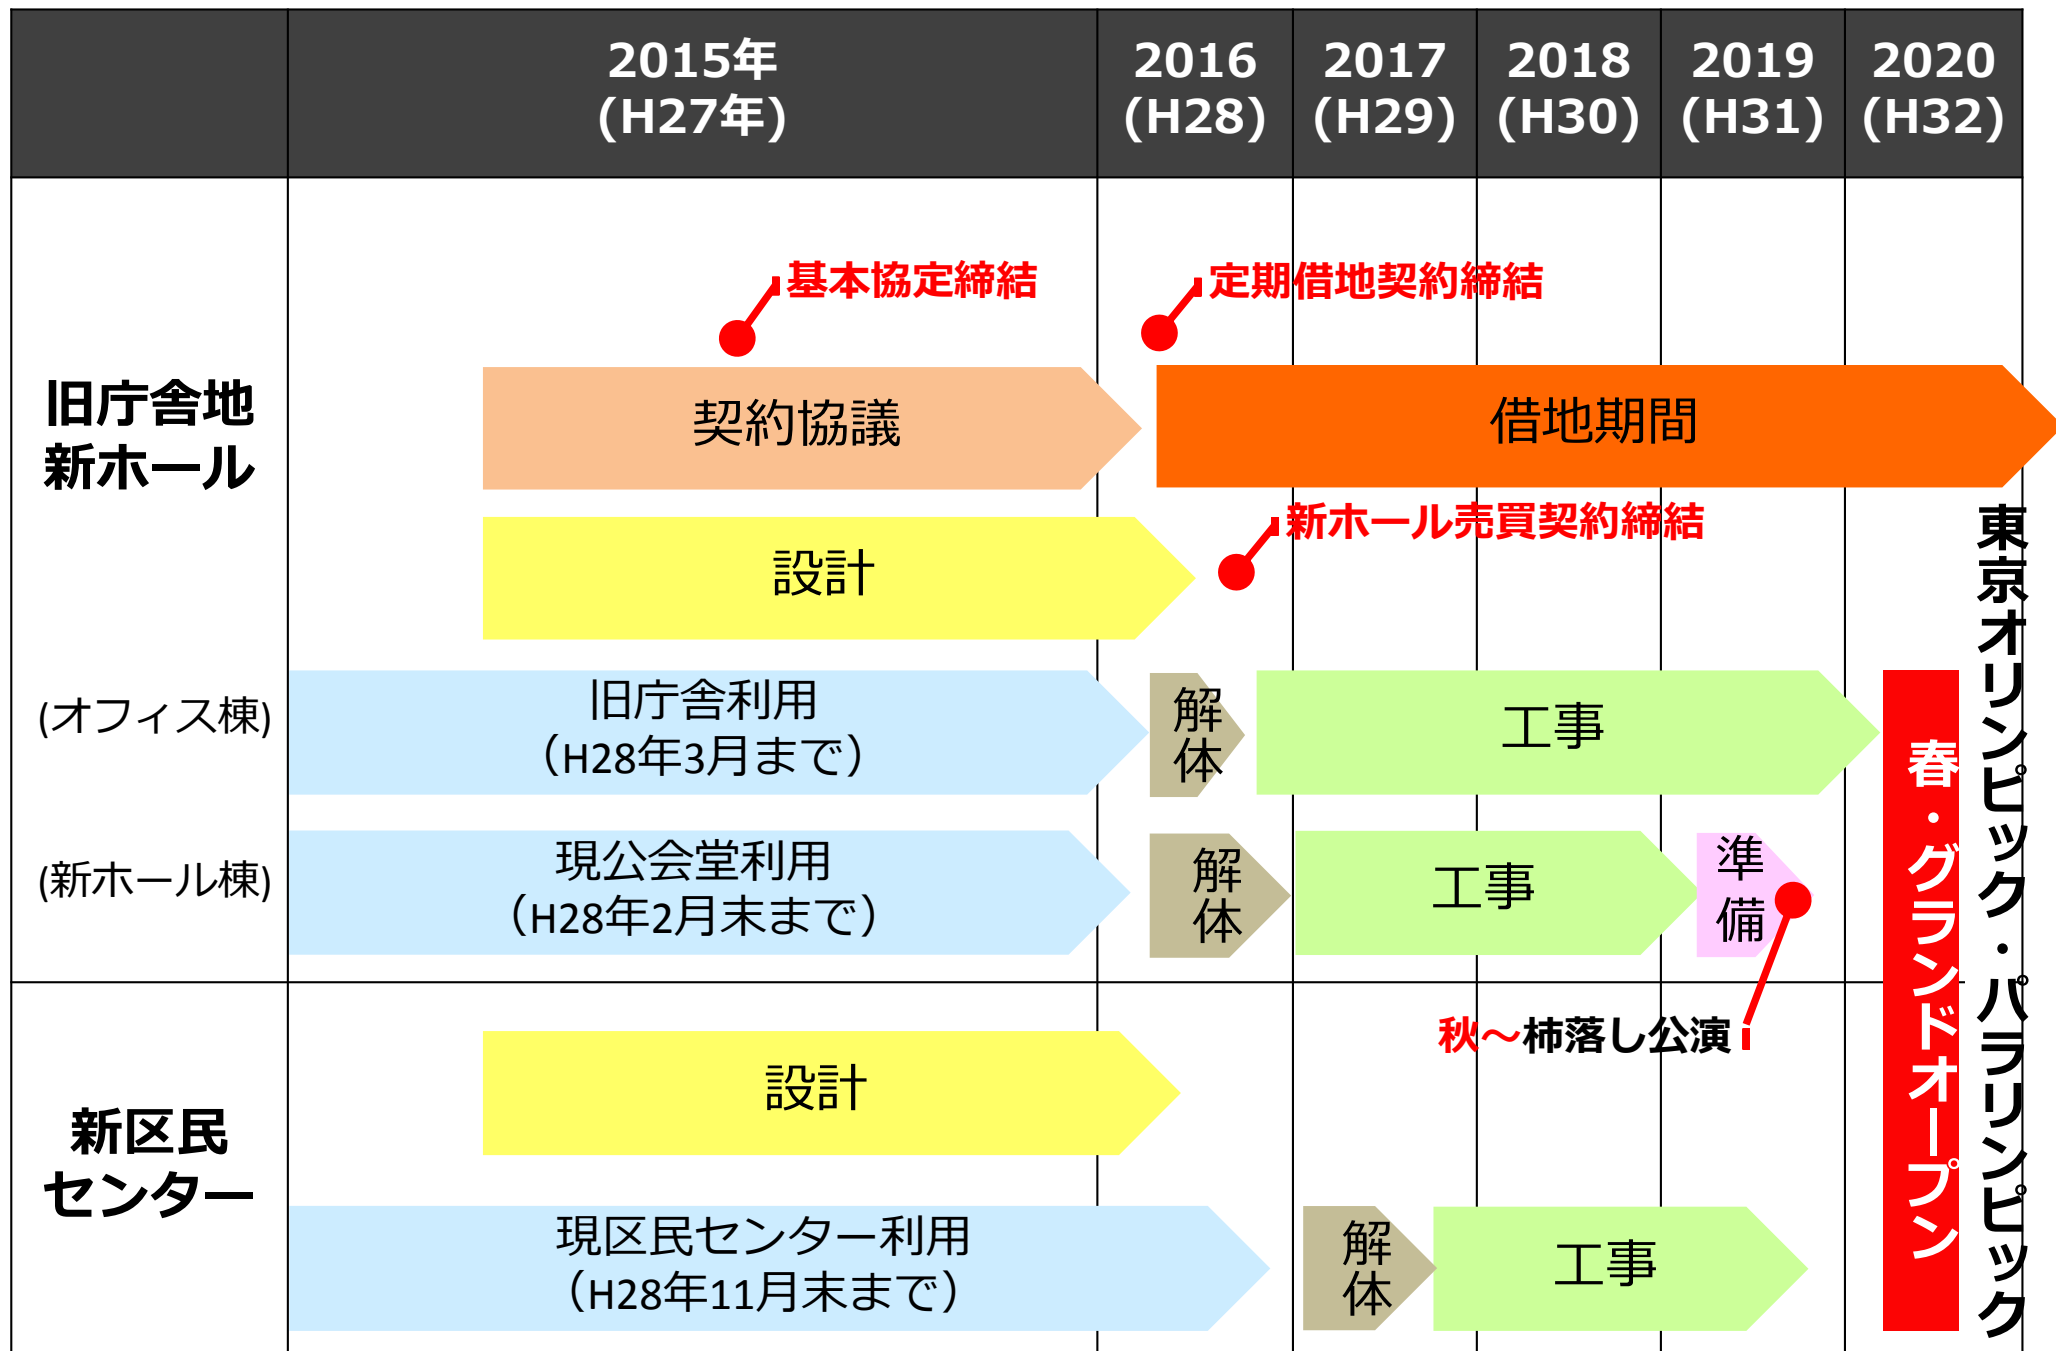 2015年
(H27年)
2016
(H28)
2017
(H29)
2018
(H30)
2019
(H31)
2020
(H32)
旧庁舎地
新ホール
基本協定締結
定期借地契約締結
契約協議
借地期間
新ホール売買契約締結
設計
(オフィス棟)
旧庁舎利用
（H28年3月まで）
解
体
工事
(新ホール棟)
現公会堂利用
（H28年2月末まで）
解
体
工事
準
備
秋～柿落し公演
新区民
センター
設計
現区民センター利用
（H28年11月末まで）
解
体
工事
春・グランドオープン
東京オリンピック・パラリンピック